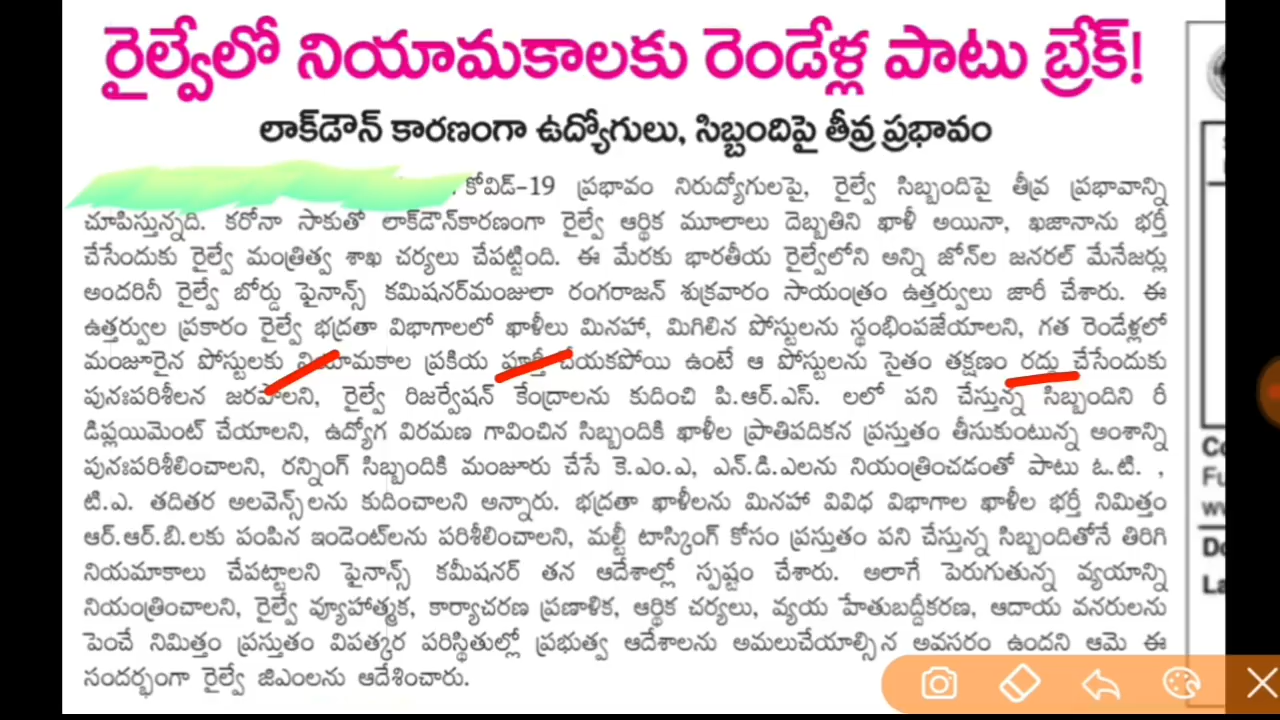 రైల్వేలో నియామకాలకు రెండేళ్ల పాటు బ్రేక్!
లాక్‌డౌన్ కారణంగా ఉద్యోగులు, సిబ్బందిపై తీవ్ర ప్రభావం
. కోవిడ్-19 ప్రభావం నిరుద్యోగులపై, రైల్వే సిబ్బందిపై తీవ్ర ప్రభావాన్ని
చూపిస్తున్నది. కరోనా సాకుతో లాక్‌డౌన్‌కారణంగా రైల్వే ఆర్థిక మూలాలు దెబ్బతిని ఖాళీ అయినా, ఖజానాను భర్తీ
చేసేందుకు రైల్వే మంత్రిత్వ శాఖ చర్యలు చేపట్టింది. ఈ మేరకు భారతీయ రైల్వేలోని అన్ని జోన్‌ల జనరల్ మేనేజర్లు
అందరినీ రైల్వే బోర్డు ఫైనాన్స్ కమిషనర్‌మంజులా రంగరాజన్ శుక్రవారం సాయంత్రం ఉత్తర్వులు జారీ చేశారు. ఈ
ఉత్తర్వుల ప్రకారం రైల్వే భద్రతా విభాగాలలో ఖాళీలు మినహా, మిగిలిన పోస్టులను స్థంభింపజేయాలని, గత రెండేళ్లలో
మంజూరైన పోస్టులకు నియామకాల ప్రకియ పూర్తీ చేయకపోయి ఉంటే ఆ పోస్టులను సైతం తక్షణం రద్దు చేసేందుకు
పునఃపరిశీలన జరపాలని, రైల్వే రిజర్వేషన్ కేంద్రాలను కుదించి పి.ఆర్.ఎస్. లలో పని చేస్తున్న సిబ్బందిని రీ
డిప్లయిమెంట్ చేయాలని, ఉద్యోగ విరమణ గావించిన సిబ్బందికి ఖాళీల ప్రాతిపదికన ప్రస్తుతం తీసుకుంటున్న అంశాన్ని
పునఃపరిశీలించాలని, రన్నింగ్ సిబ్బందికి మంజూరు చేసే కె.ఎం.ఎ, ఎన్.డి.ఎలను నియంత్రించడంతో పాటు ఓ.టి. ,
టి.ఎ. తదితర అలవెన్స్‌లను కుదించాలని అన్నారు. భద్రతా ఖాళీలను మినహా వివిధ విభాగాల ఖాళీల భర్తీ నిమిత్తం
ఆర్.ఆర్.బి.లకు పంపిన ఇండెంట్‌లను పరిశీలించాలని, మల్టీ టాస్కింగ్ కోసం ప్రస్తుతం పని చేస్తున్న సిబ్బందితోనే తిరిగి
నియమాకాలు చేపట్టాలని ఫైనాన్స్ కమీషనర్ తన ఆదేశాల్లో స్పష్టం చేశారు. అలాగే పెరుగుతున్న వ్యయాన్ని
నియంత్రించాలని, రైల్వే వ్యూహాత్మక, కార్యాచరణ ప్రణాళిక, ఆర్థిక చర్యలు, వ్యయ హేతుబద్దీకరణ, ఆదాయ వనరులను
పెంచే నిమిత్తం ప్రస్తుతం విపత్కర పరిస్థితుల్లో ప్రభుత్వ ఆదేశాలను అమలుచేయాల్సిన అవసరం ఉందని ఆమె ఈ
సందర్భంగా రైల్వే జిఎంలను ఆదేశించారు.
Fu
Do
La